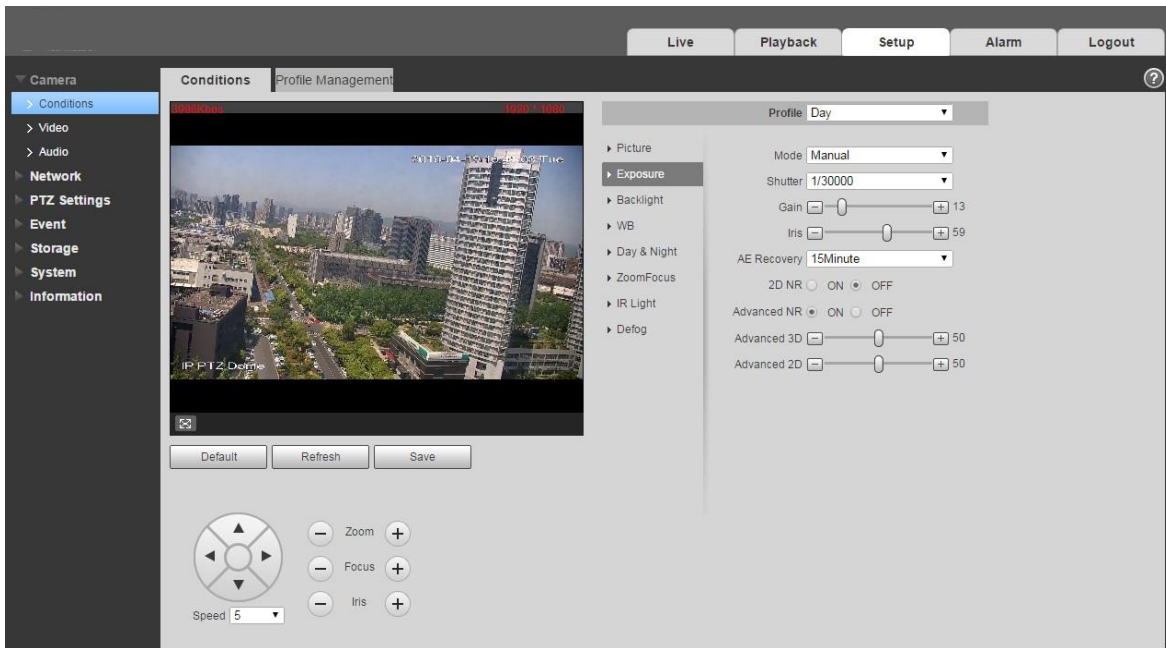 Live
Playback
Setup
Alarm
Logout
Camera
Conditions
Video
Audio
Network
PTZ Settings
Event
Storage
System
Information
Conditions
Profile Management
1920 * 1080
IP PTZ Dome
Default
Refresh
Save
Zoom
Focus
Iris
Speed 5
Profile Day
Picture
Exposure
Backlight
WB
Day & Night
ZoomFocus
IR Light
Defog
Mode Manual
Shutter 1/30000
Gain 13
Iris 59
AE Recovery 15Minute
2D NR ON OFF
Advanced NR ON OFF
Advanced 3D 50
Advanced 2D 50